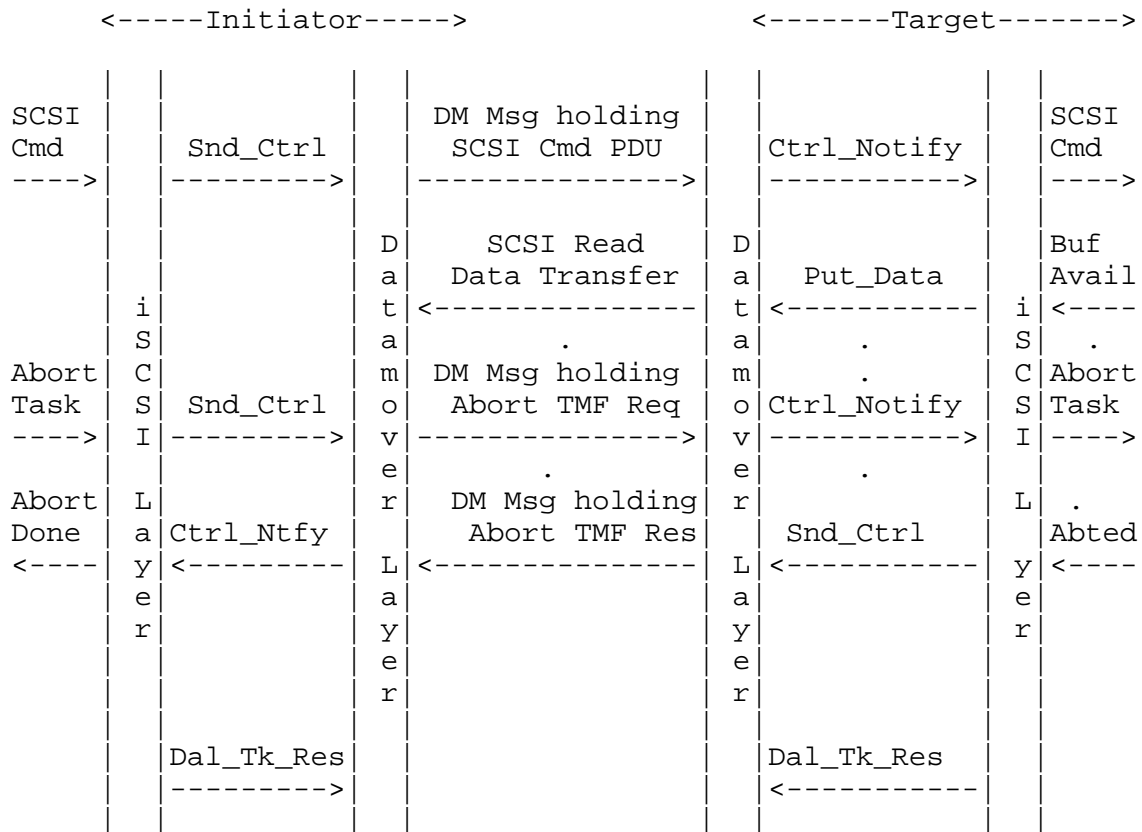 <-----Initiator-----> <-------Target------->
SCSI DM Msg holding SCSI
Cmd Snd_Ctrl SCSI Cmd PDU Ctrl_Notify Cmd
----> ---------> ---------------> -----------> ---->
D SCSI Read D Buf
a Data Transfer a Put_Data Avail
i t <--------------- t <----------- i <----
S a . a . S .
Abort C m DM Msg holding m . C Abort
Task S Snd_Ctrl o Abort TMF Req o Ctrl_Notify S Task
----> I ---------> v ---------------> v -----------> I ---->
e . e .
Abort L r DM Msg holding r L .
Done a Ctrl_Ntfy Abort TMF Res Snd_Ctrl a Abted
<---- y <--------- L <--------------- L <----------- y <----
e a a e
r y y r
e e
r r
Dal_Tk_Res Dal_Tk_Res
---------> <-----------